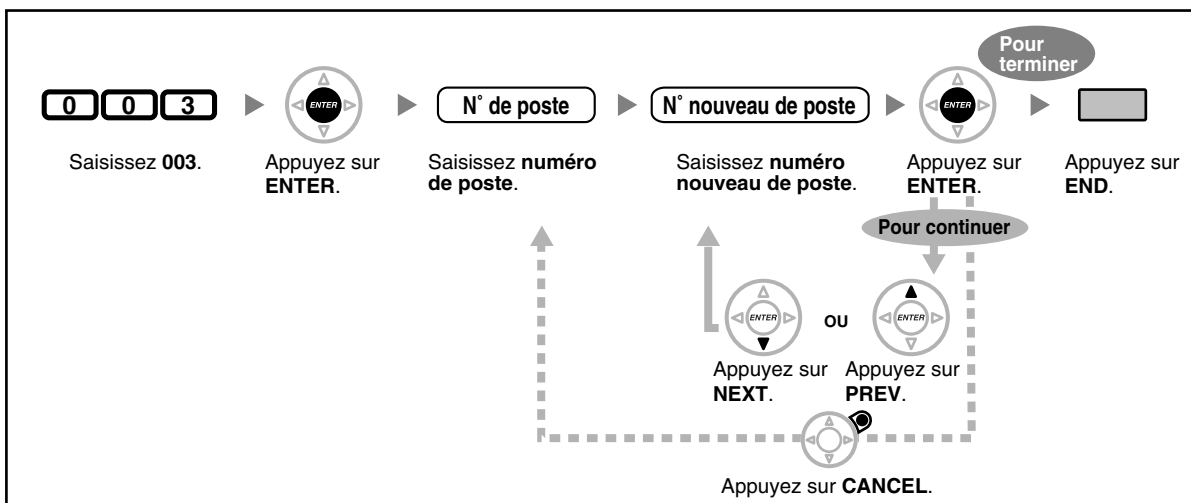 Pour
terminer
0 0 3
ENTER
N° de poste
N° nouveau de poste
ENTER
Saisissez 003.
Appuyez sur
ENTER.
Saisissez numéro
de poste.
Saisissez numéro
nouveau de poste.
Appuyez sur
ENTER.
Appuyez sur
END.
Pour continuer
ENTER
OU
ENTER
Appuyez sur
NEXT.
Appuyez sur
PREV.
Appuyez sur CANCEL.